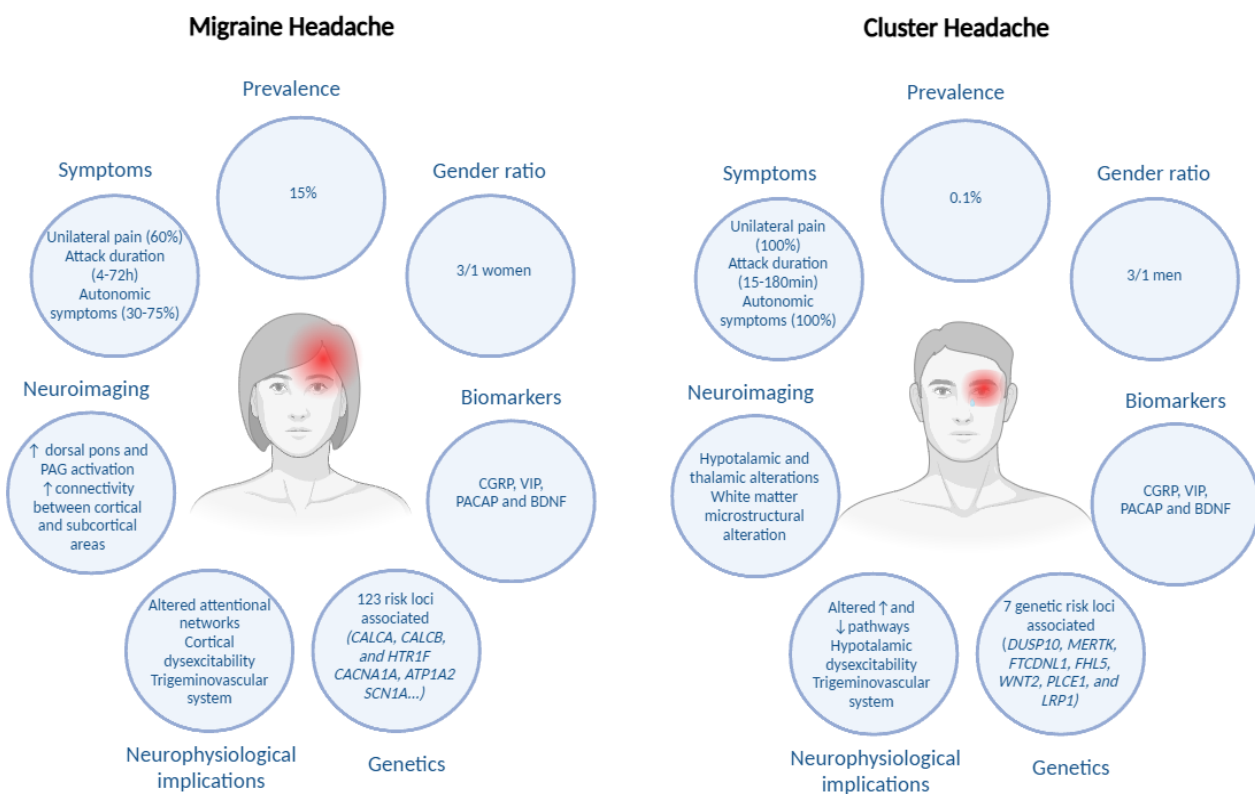 Migraine Headache
Prevalence
15%
Symptoms
Unilateral pain (60%)
Attack duration
(4-72h)
Autonomic
symptoms (30-75%)
Gender ratio
3/1 women
Neuroimaging
↑ dorsal pons and
PAG activation
↑ connectivity
between cortical
and subcortical
areas
Biomarkers
CGRP, VIP,
PACAP and BDNF
Altered attentional
networks
Cortical
dysexcitability
Trigeminovascular
system
Neurophysiological
implications
123 risk loci
associated
(CALCA, CALCB,
and HTR1F
CACNA1A, ATP1A2
SCN1A...)
Genetics
Cluster Headache
Prevalence
0.1%
Symptoms
Unilateral pain
(100%)
Attack duration
(15-180min)
Autonomic
symptoms (100%)
Gender ratio
3/1 men
Neuroimaging
Hypotalamic and
thalamic alterations
White matter
microstructural
alteration
Biomarkers
CGRP, VIP,
PACAP and BDNF
Altered ↑ and
↓ pathways
Hypotalamic
dysexcitability
Trigeminovascular
system
Neurophysiological
implications
7 genetic risk loci
associated
(DUSP10, MERTK,
FTCDNL1, FHL5,
WNT2, PLCE1, and
LRP1)
Genetics